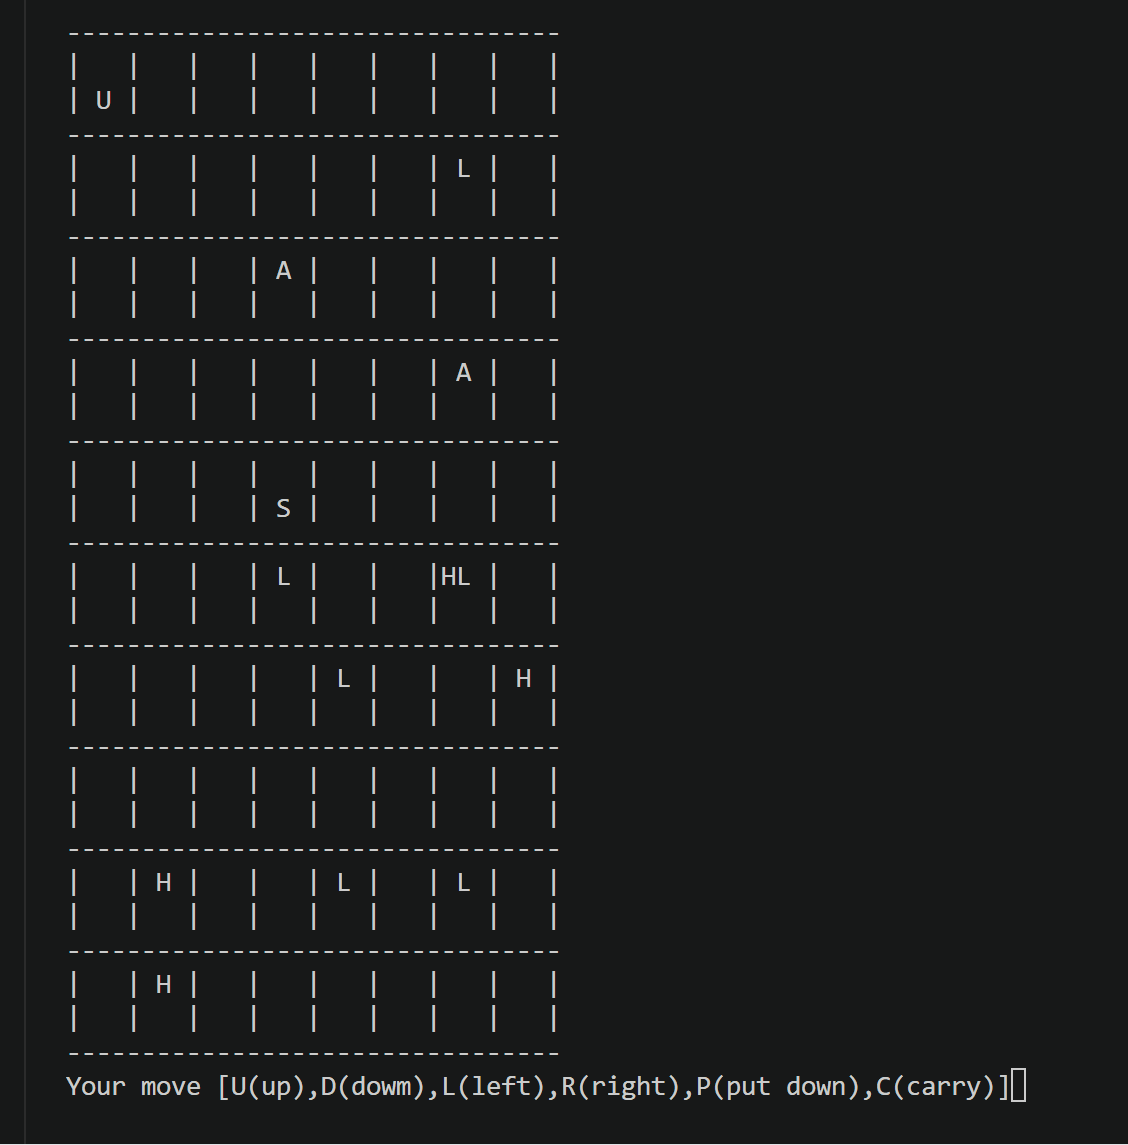 ---------------------------------
|   |   |   |   |   |   |   |   |
| U |   |   |   |   |   |   |   |
---------------------------------
|   |   |   |   |   |   | L |   |
|   |   |   |   |   |   |   |   |
---------------------------------
|   |   |   | A |   |   |   |   |
|   |   |   |   |   |   |   |   |
---------------------------------
|   |   |   |   |   |   | A |   |
|   |   |   |   |   |   |   |   |
---------------------------------
|   |   |   |   |   |   |   |   |
|   |   |   | S |   |   |   |   |
---------------------------------
|   |   |   | L |   |   |HL |   |
|   |   |   |   |   |   |   |   |
---------------------------------
|   |   |   |   | L |   |   | H |
|   |   |   |   |   |   |   |   |
---------------------------------
|   |   |   |   |   |   |   |   |
|   |   |   |   |   |   |   |   |
---------------------------------
|   | H |   |   | L |   | L |   |
|   |   |   |   |   |   |   |   |
---------------------------------
|   | H |   |   |   |   |   |   |
|   |   |   |   |   |   |   |   |
---------------------------------
Your move [U(up),D(dowm),L(left),R(right),P(put down),C(carry)]